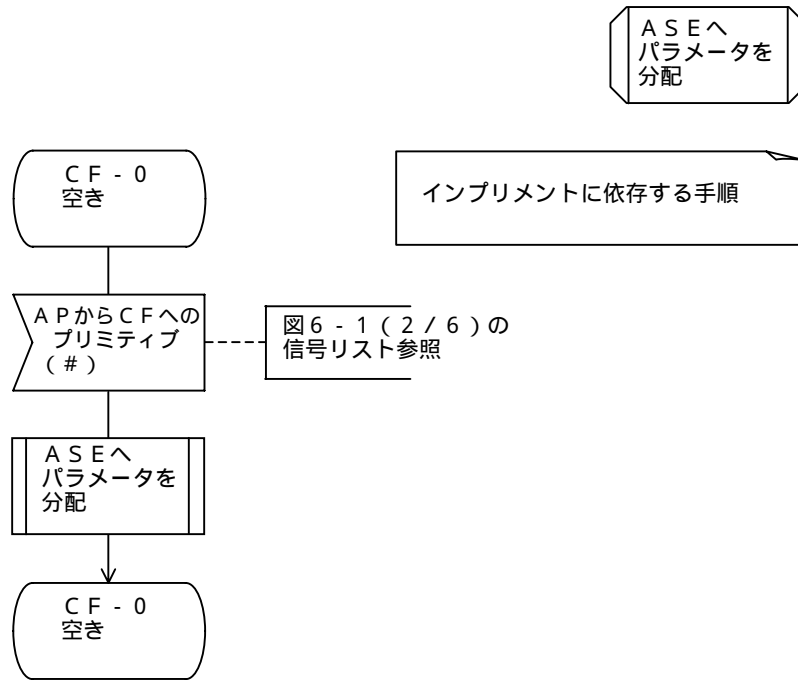 ＡＳＥへ
パラメータを
分配
ＣＦ-０
空き
インプリメントに依存する手順
ＡＰからＣＦへの
プリミティブ
（＃）
図６-１（２/６）の
信号リスト参照
ＡＳＥへ
パラメータを
分配
ＣＦ-０
空き